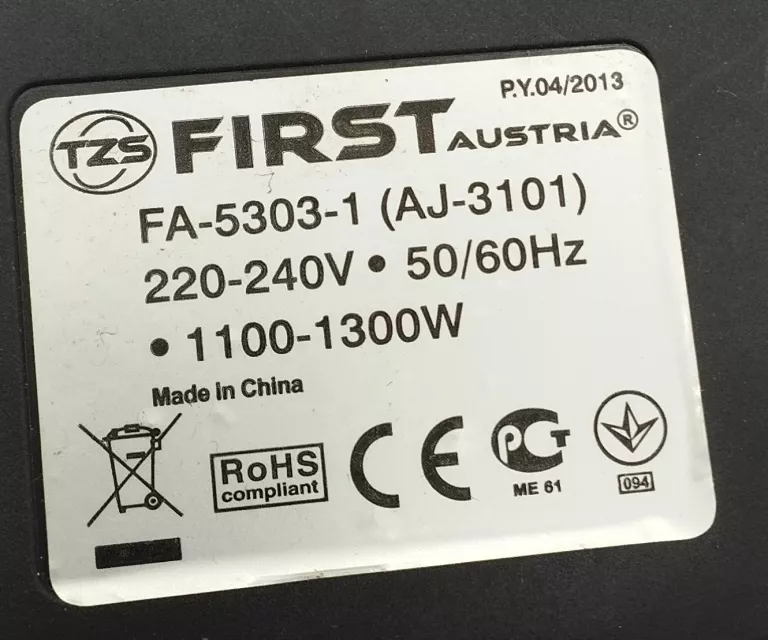 P.Y.04/2013
TZS FIRST AUSTRIA®
FA-5303-1 (AJ-3101)
220-240V • 50/60Hz
• 1100-1300W
Made in China
RoHS
compliant
CE
РСТ
ME 61
094